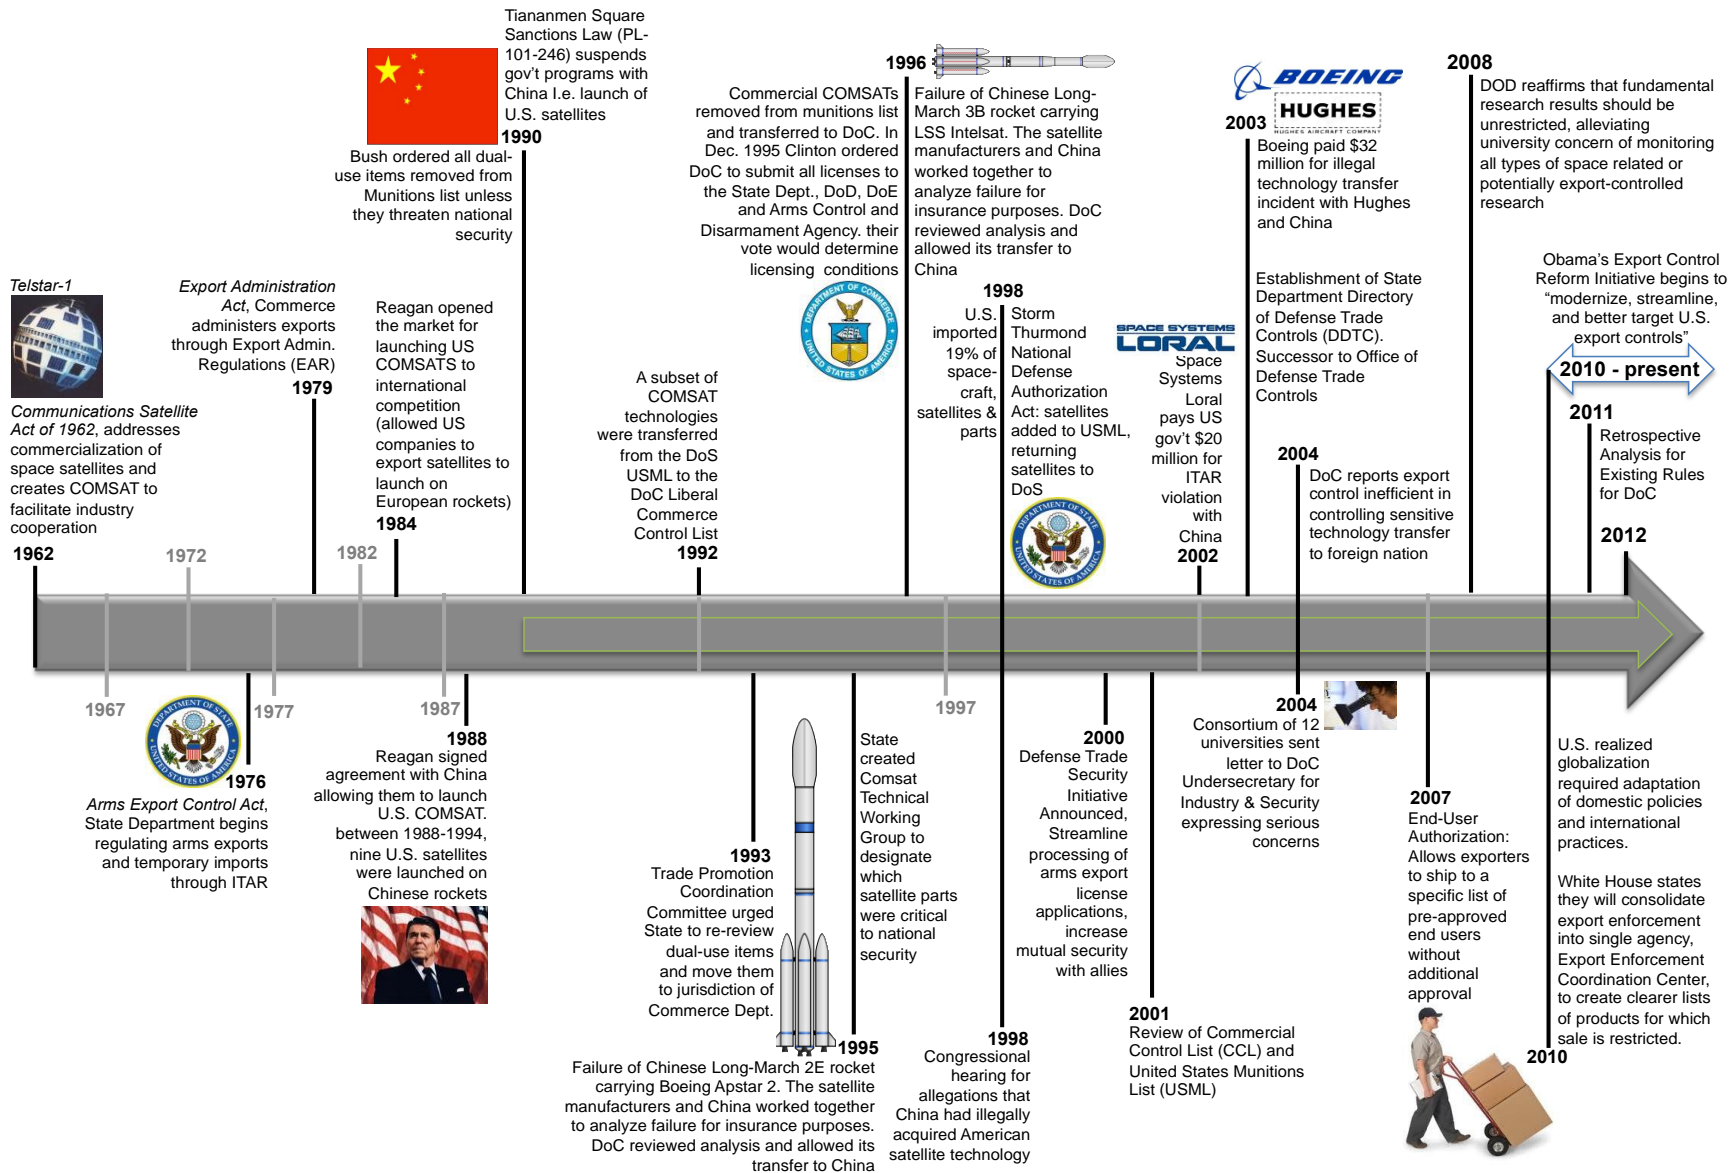 Tiananmen Square
Sanctions Law (PL-
101-246) suspends
gov't programs with
China I.e. launch of
U.S. satellites
1990
Bush ordered all dual-
use items removed from
Munitions list unless
they threaten national
security
1996
Commercial COMSATs
removed from munitions list
and transferred to DoC. In
Dec. 1995 Clinton ordered
DoC to submit all licenses to
the State Dept., DoD, DoE
and Arms Control and
Disarmament Agency. their
vote would determine
licensing conditions
Failure of Chinese Long-
March 3B rocket carrying
LSS Intelsat. The satellite
manufacturers and China
worked together to
analyze failure for
insurance purposes. DoC
reviewed analysis and
allowed its transfer to
China
DEPARTMENT OF COMMERCE
UNITED STATES OF AMERICA
BOEING
HUGHES
HUGHES AIRCRAFT COMPANY
2003
Boeing paid $32
million for illegal
technology transfer
incident with Hughes
and China
Establishment of State
Department Directory
of Defense Trade
Controls (DDTC).
Successor to Office of
Defense Trade
Controls
2008
DOD reaffirms that fundamental
research results should be
unrestricted, alleviating
university concern of monitoring
all types of space related or
potentially export-controlled
research
Obama's Export Control
Reform Initiative begins to
“modernize, streamline,
and better target U.S.
export controls”
2010 - present
2011
Retrospective
Analysis for
Existing Rules
for DoC
2012
Telstar-1
Communications Satellite
Act of 1962, addresses
commercialization of
space satellites and
creates COMSAT to
facilitate industry
cooperation
1962
Export Administration
Act, Commerce
administers exports
through Export Admin.
Regulations (EAR)
1979
Reagan opened
the market for
launching US
COMSATS to
international
competition
(allowed US
companies to
export satellites to
launch on
European rockets)
1984
A subset of
COMSAT
technologies
were transferred
from the DoS
USML to the
DoC Liberal
Commerce
Control List
1992
1998
U.S.
imported
19% of
space-
craft,
satellites &
parts
Storm
Thurmond
National
Defense
Authorization
Act: satellites
added to USML,
returning
satellites to
DoS
DEPARTMENT OF STATE
UNITED STATES OF AMERICA
SPACE SYSTEMS
LORAL
Space
Systems
Loral
pays US
gov't $20
million for
ITAR
violation
with
China
2002
2004
DoC reports export
control inefficient in
controlling sensitive
technology transfer
to foreign nation
1972
1982
1967
1977
1987
1997
DEPARTMENT OF STATE
UNITED STATES OF AMERICA
1976
Arms Export Control Act,
State Department begins
regulating arms exports
and temporary imports
through ITAR
1988
Reagan signed
agreement with China
allowing them to launch
U.S. COMSAT.
between 1988-1994,
nine U.S. satellites
were launched on
Chinese rockets
1993
Trade Promotion
Coordination
Committee urged
State to re-review
dual-use items
and move them
to jurisdiction of
Commerce Dept.
State
created
Comsat
Technical
Working
Group to
designate
which
satellite parts
were critical
to national
security
1995
Failure of Chinese Long-March 2E rocket
carrying Boeing Apstar 2. The satellite
manufacturers and China worked together
to analyze failure for insurance purposes.
DoC reviewed analysis and allowed its
transfer to China
1998
Congressional
hearing for
allegations that
China had illegally
acquired American
satellite technology
2000
Defense Trade
Security
Initiative
Announced,
Streamline
processing of
arms export
license
applications,
increase
mutual security
with allies
2001
Review of Commercial
Control List (CCL) and
United States Munitions
List (USML)
2004
Consortium of 12
universities sent
letter to DoC
Undersecretary for
Industry & Security
expressing serious
concerns
2007
End-User
Authorization:
Allows exporters
to ship to a
specific list of
pre-approved
end users
without
additional
approval
U.S. realized
globalization
required adaptation
of domestic policies
and international
practices.
White House states
they will consolidate
export enforcement
into single agency,
Export Enforcement
Coordination Center,
to create clearer lists
of products for which
sale is restricted.
2010